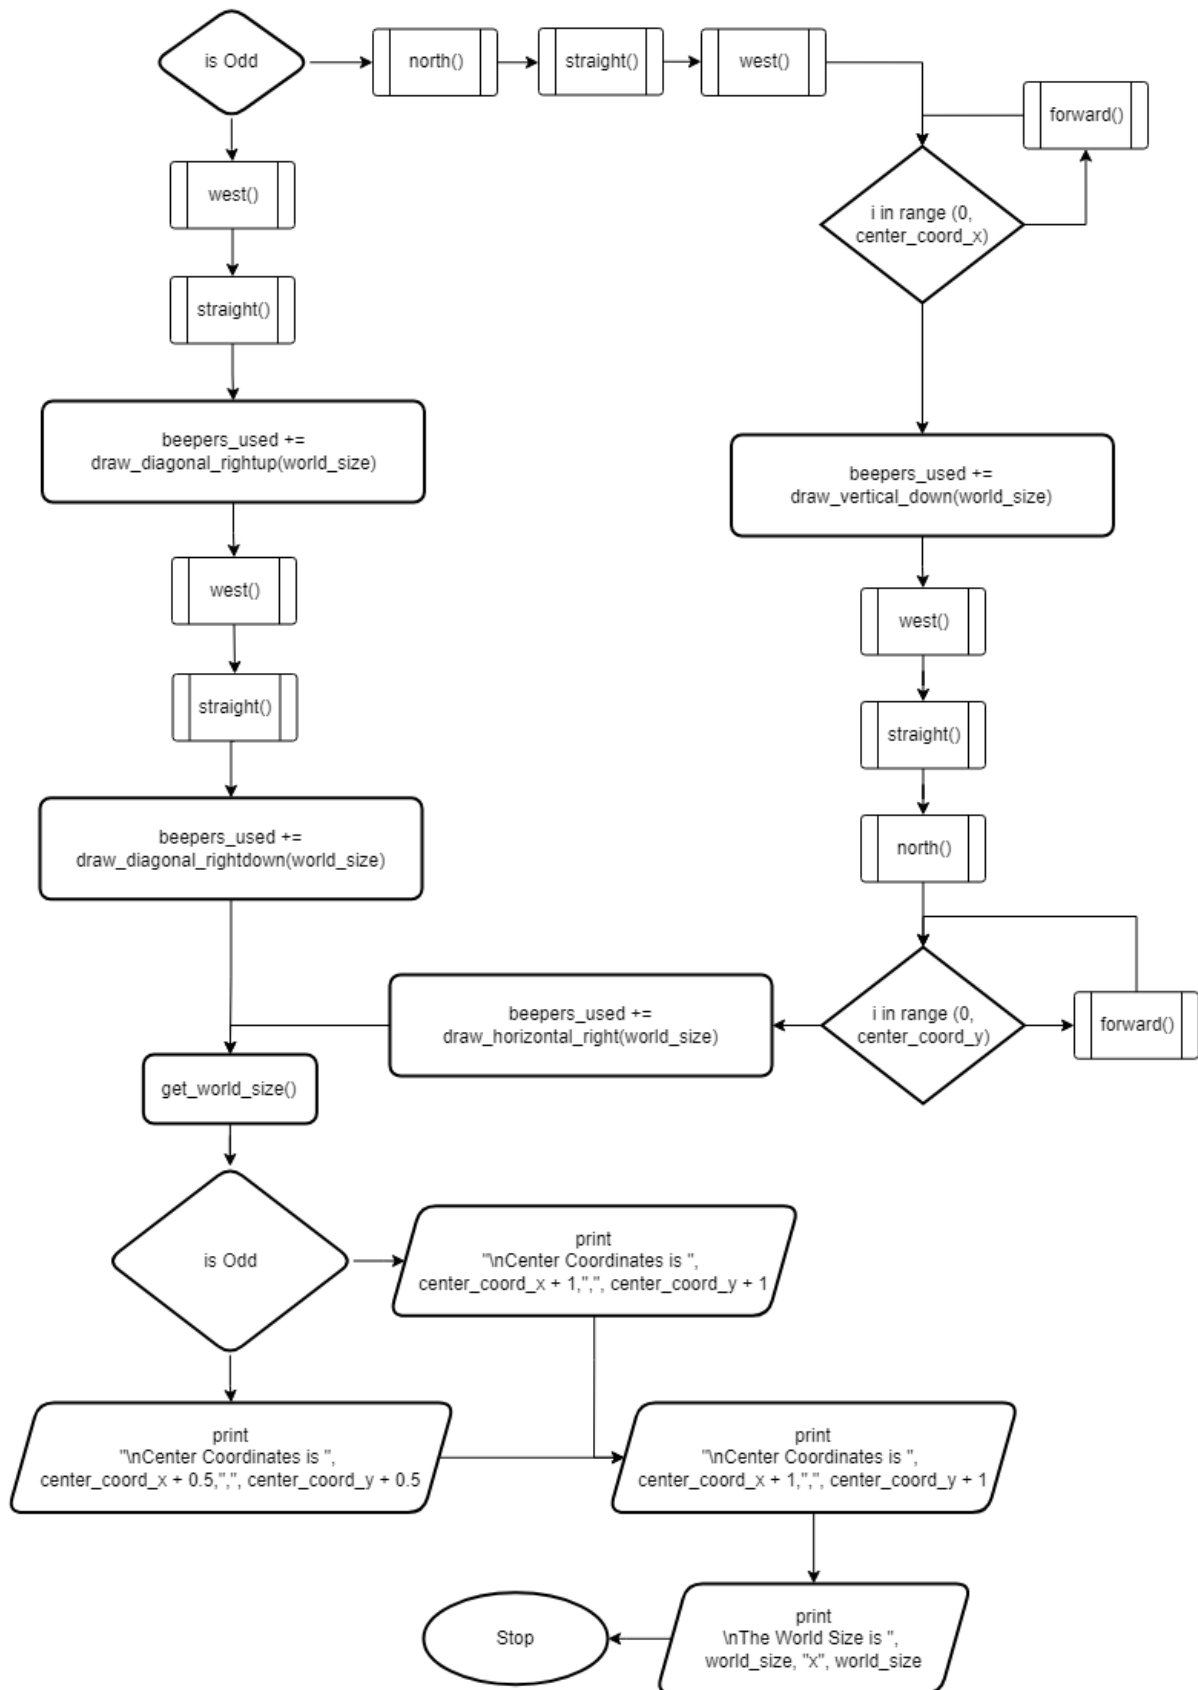 is Odd
north()
straight()
west()
forward()
i in range (0,
center_coord_x)
west()
straight()
beepers_used +=
draw_diagonal_rightup(world_size)
beepers_used +=
draw_vertical_down(world_size)
west()
west()
straight()
straight()
beepers_used +=
draw_diagonal_rightdown(world_size)
north()
beepers_used +=
draw_horizontal_right(world_size)
i in range (0,
center_coord_y)
forward()
get_world_size()
is Odd
print
"\nCenter Coordinates is ",
center_coord_x + 1,",", center_coord_y + 1
print
"\nCenter Coordinates is ",
center_coord_x + 0.5,",", center_coord_y + 0.5
print
"\nCenter Coordinates is ",
center_coord_x + 1,",", center_coord_y + 1
Stop
print
\nThe World Size is ",
world_size, "x", world_size